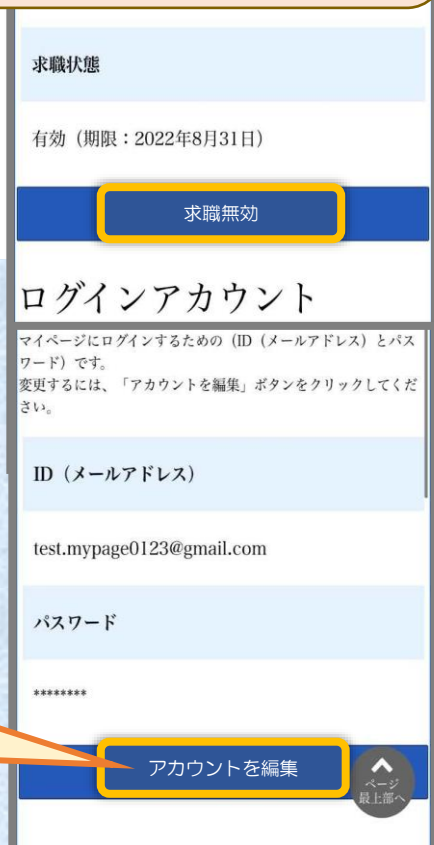 求職状態
有効（期限：2022年8月31日）
求職無効
ログインアカウント
マイページにログインするための（ID（メールアドレス）とパス
ワード）です。
変更するには、「アカウントを編集」ボタンをクリックしてくだ
さい。
ID（メールアドレス）
test.mypage0123@gmail.com
パスワード
********
アカウントを編集
ページ
最上部へ